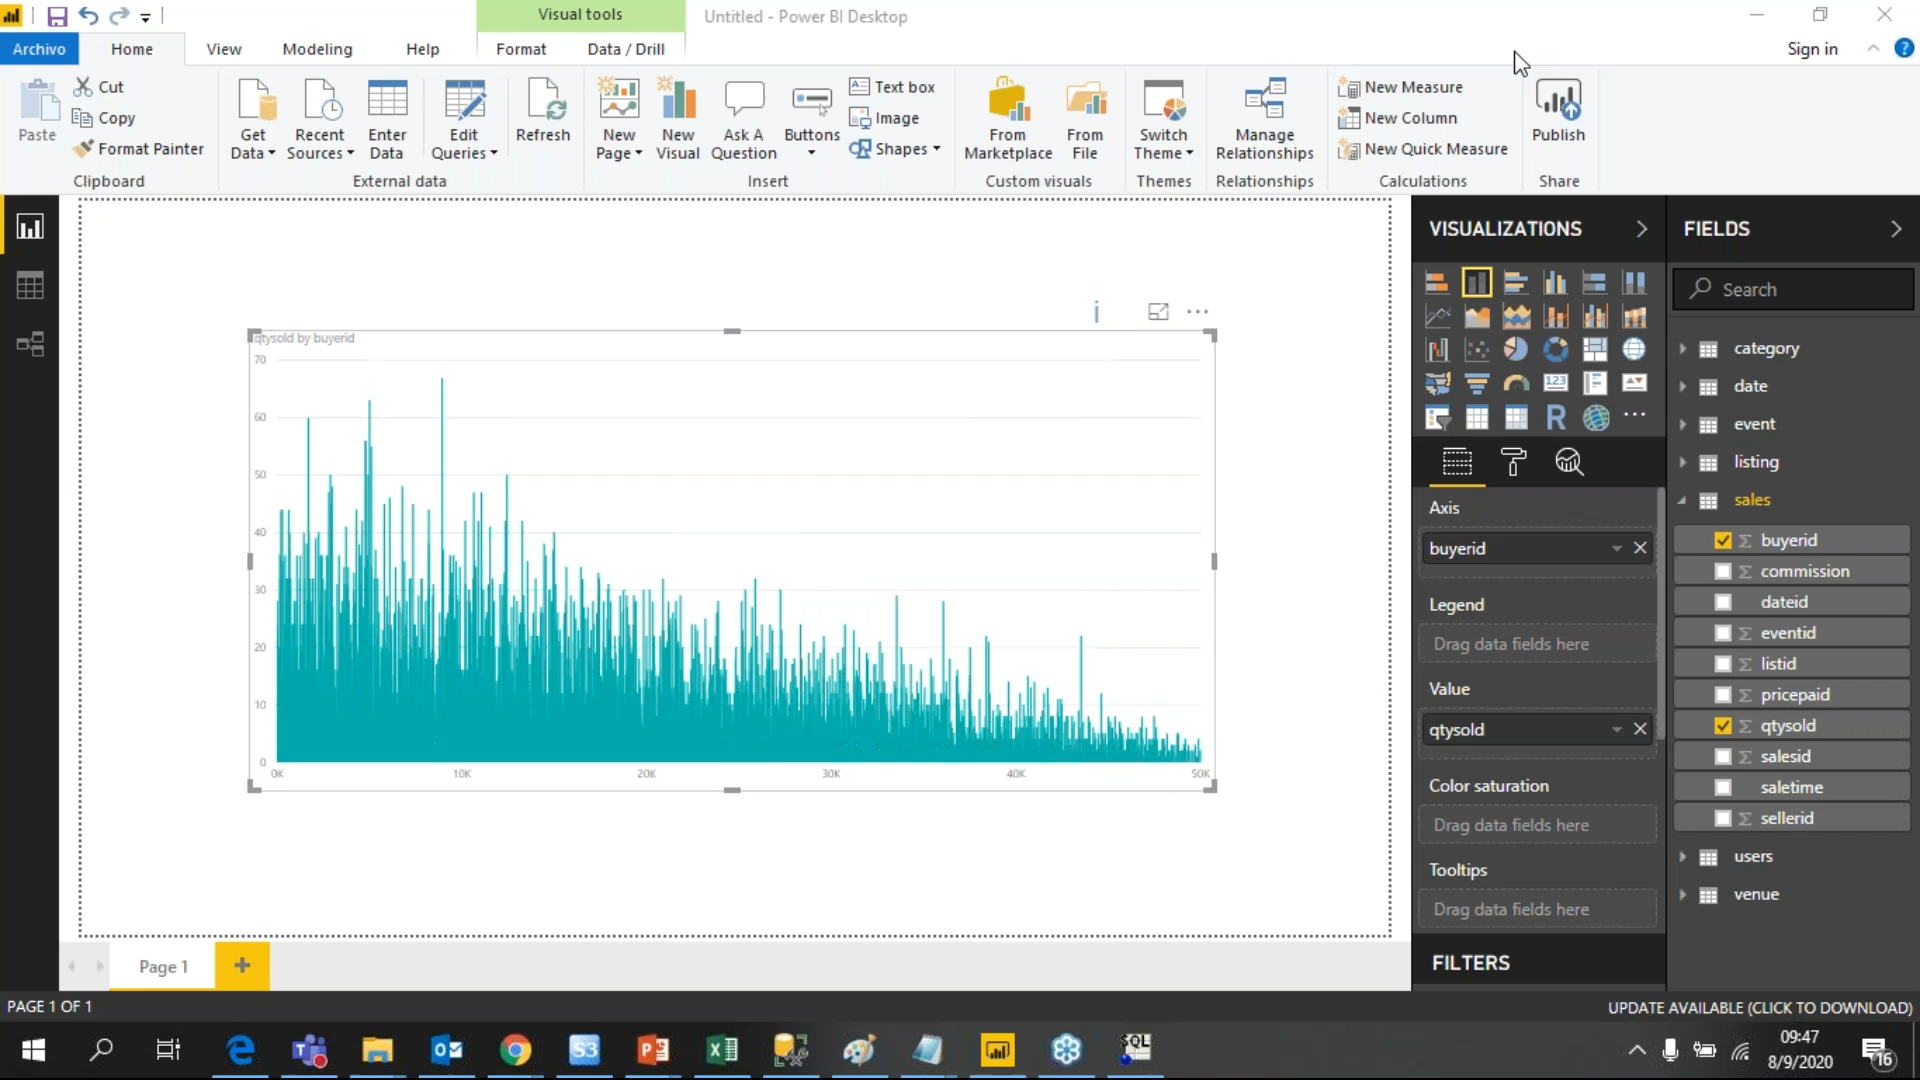 Visual tools
Untitled - Power BI Desktop
Archivo
Home
View
Modeling
Help
Format
Data / Drill
Sign in
?
Paste
Cut
Copy
Format Painter
Clipboard
Get Data
Recent Sources
Enter Data
Edit Queries
Refresh
External data
New Page
New Visual
Ask A Question
Buttons
Text box
Image
Shapes
Insert
From Marketplace
From File
Custom visuals
Switch Theme
Themes
Manage Relationships
Relationships
New Measure
New Column
New Quick Measure
Calculations
Publish
Share
qtysold by buyerid
70
60
50
40
30
20
10
0
0K
10K
20K
30K
40K
50K
VISUALIZATIONS
123
R
Axis
buyerid
Legend
Drag data fields here
Value
qtysold
Color saturation
Drag data fields here
Tooltips
Drag data fields here
FILTERS
FIELDS
Search
category
date
event
listing
sales
buyerid
commission
dateid
eventid
listid
pricepaid
qtysold
salesid
saletime
sellerid
users
venue
Page 1
PAGE 1 OF 1
UPDATE AVAILABLE (CLICK TO DOWNLOAD)
S3
SQL
09:47
8/9/2020
16